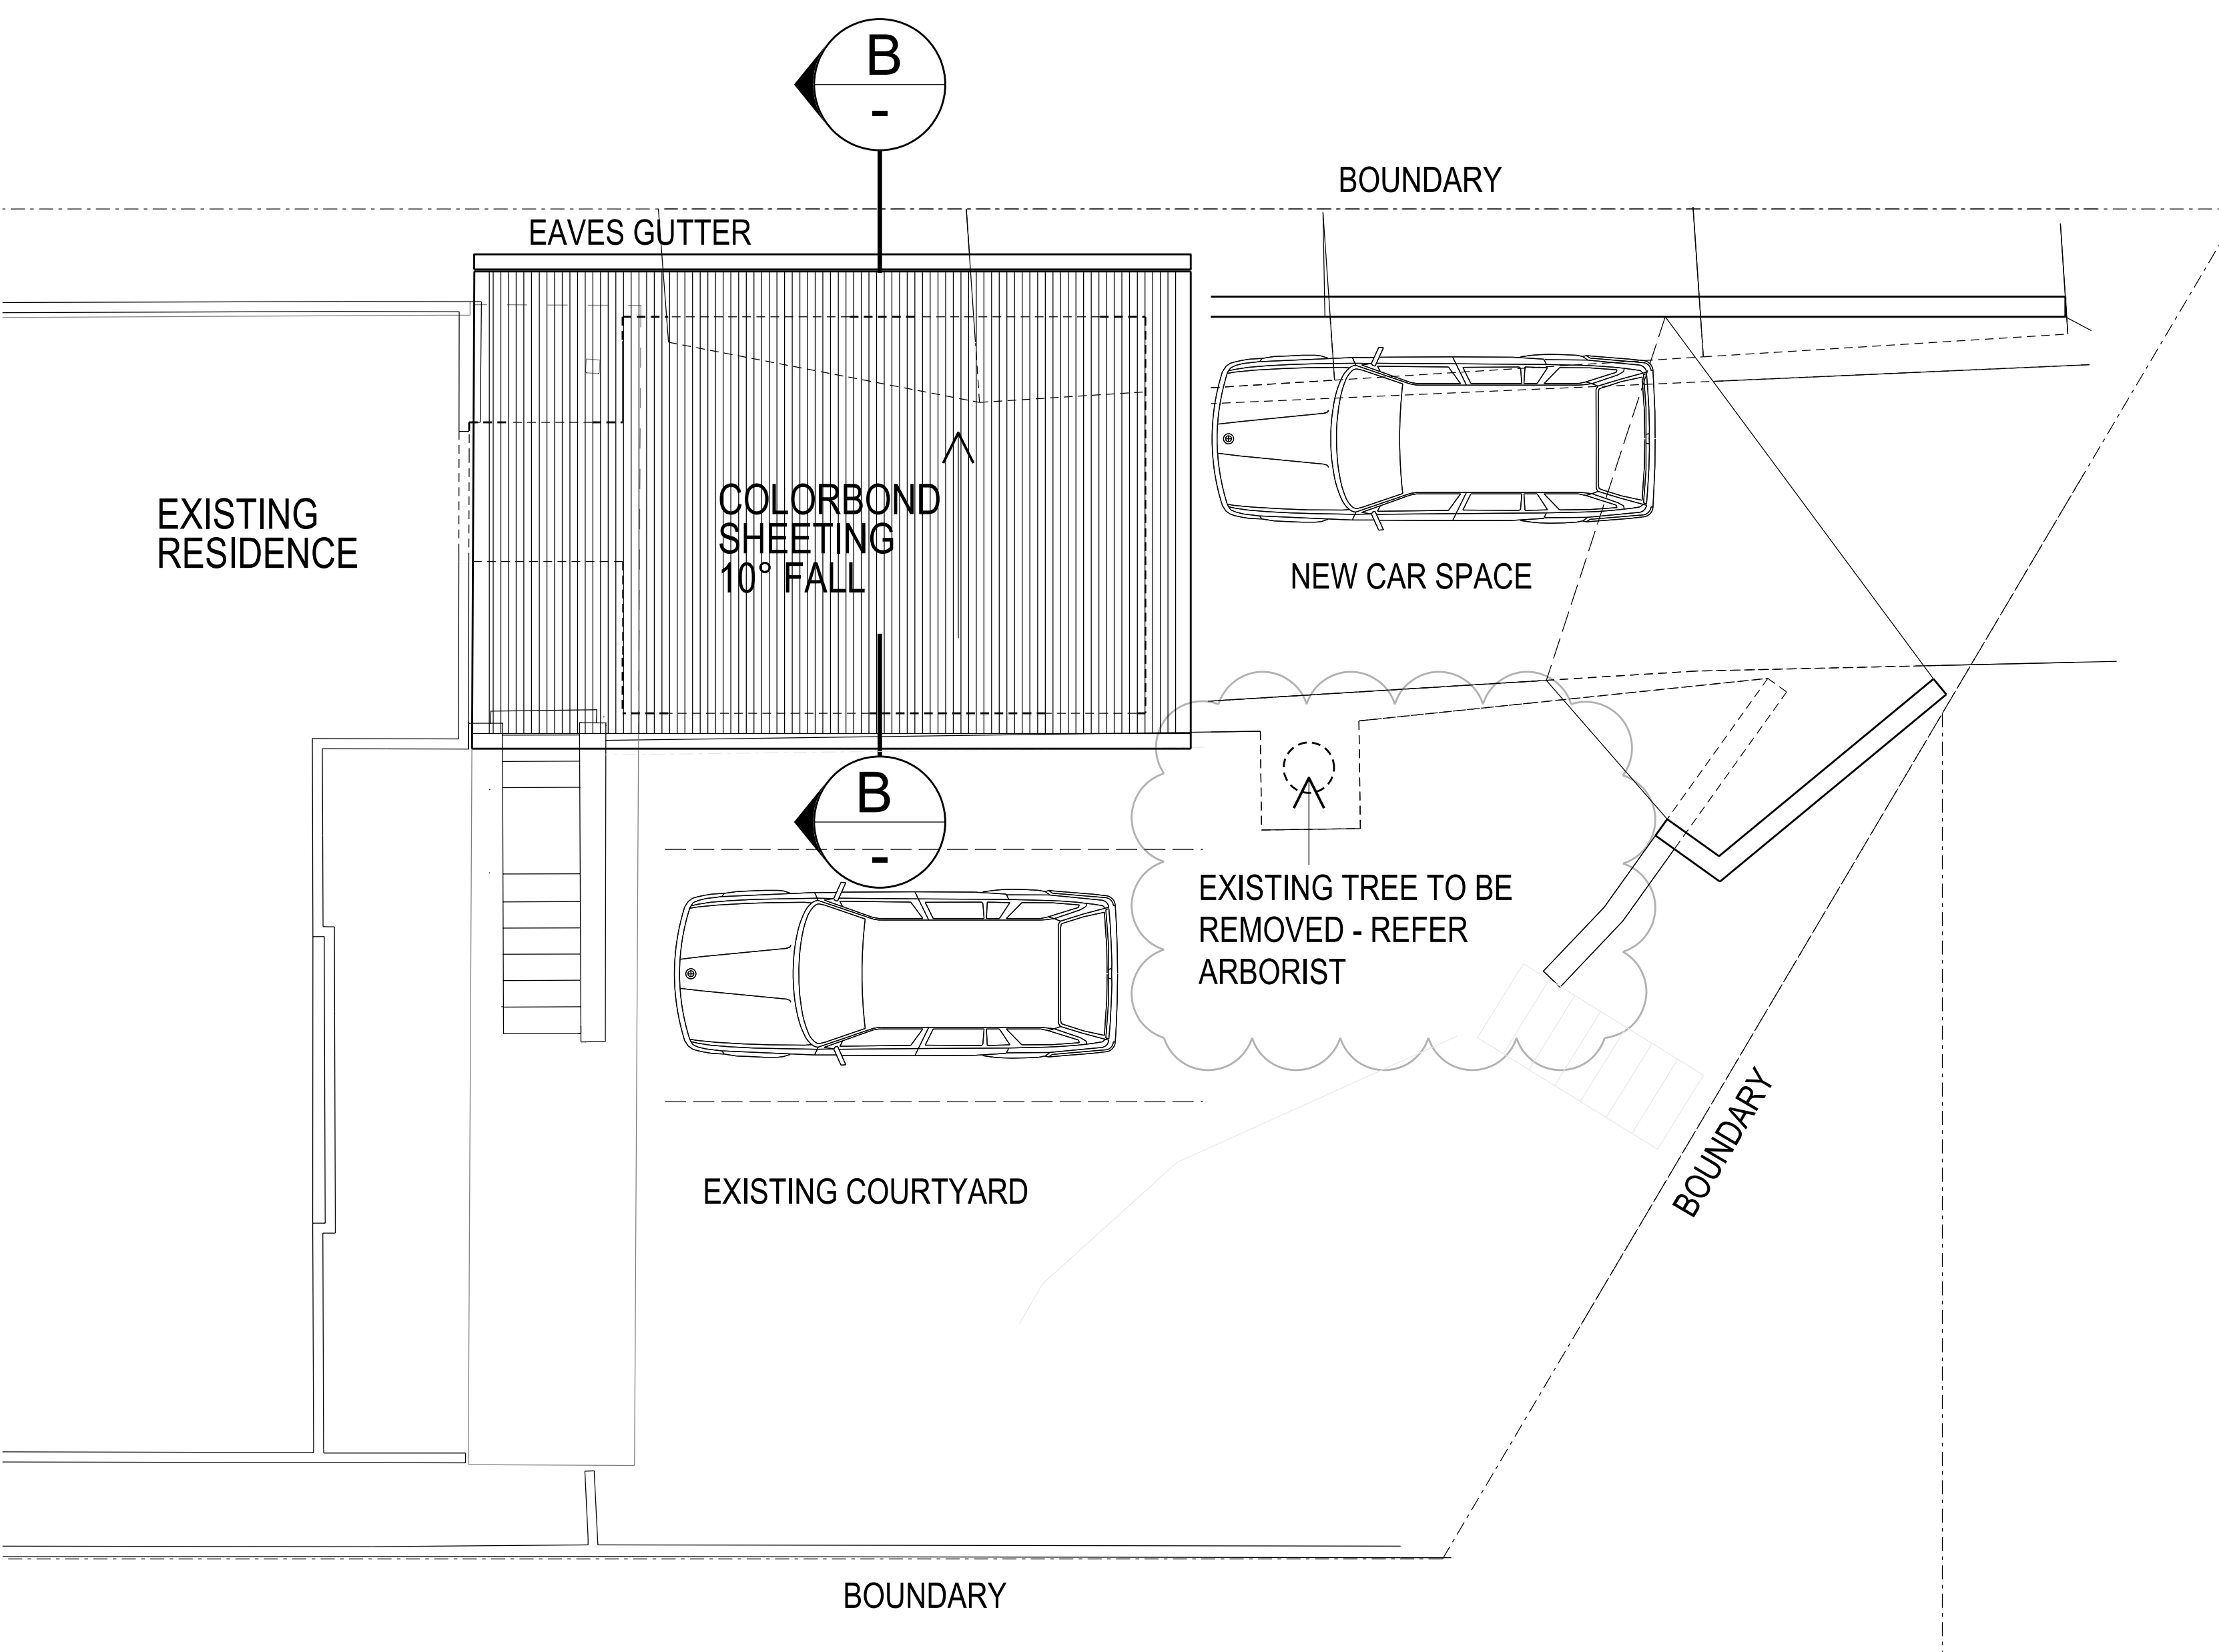 B
-
BOUNDARY
EAVES GUTTER
EXISTING
RESIDENCE
COLORBOND
SHEETING
10° FALL
NEW CAR SPACE
B
-
EXISTING TREE TO BE
REMOVED - REFER
ARBORIST
EXISTING COURTYARD
BOUNDARY
BOUNDARY